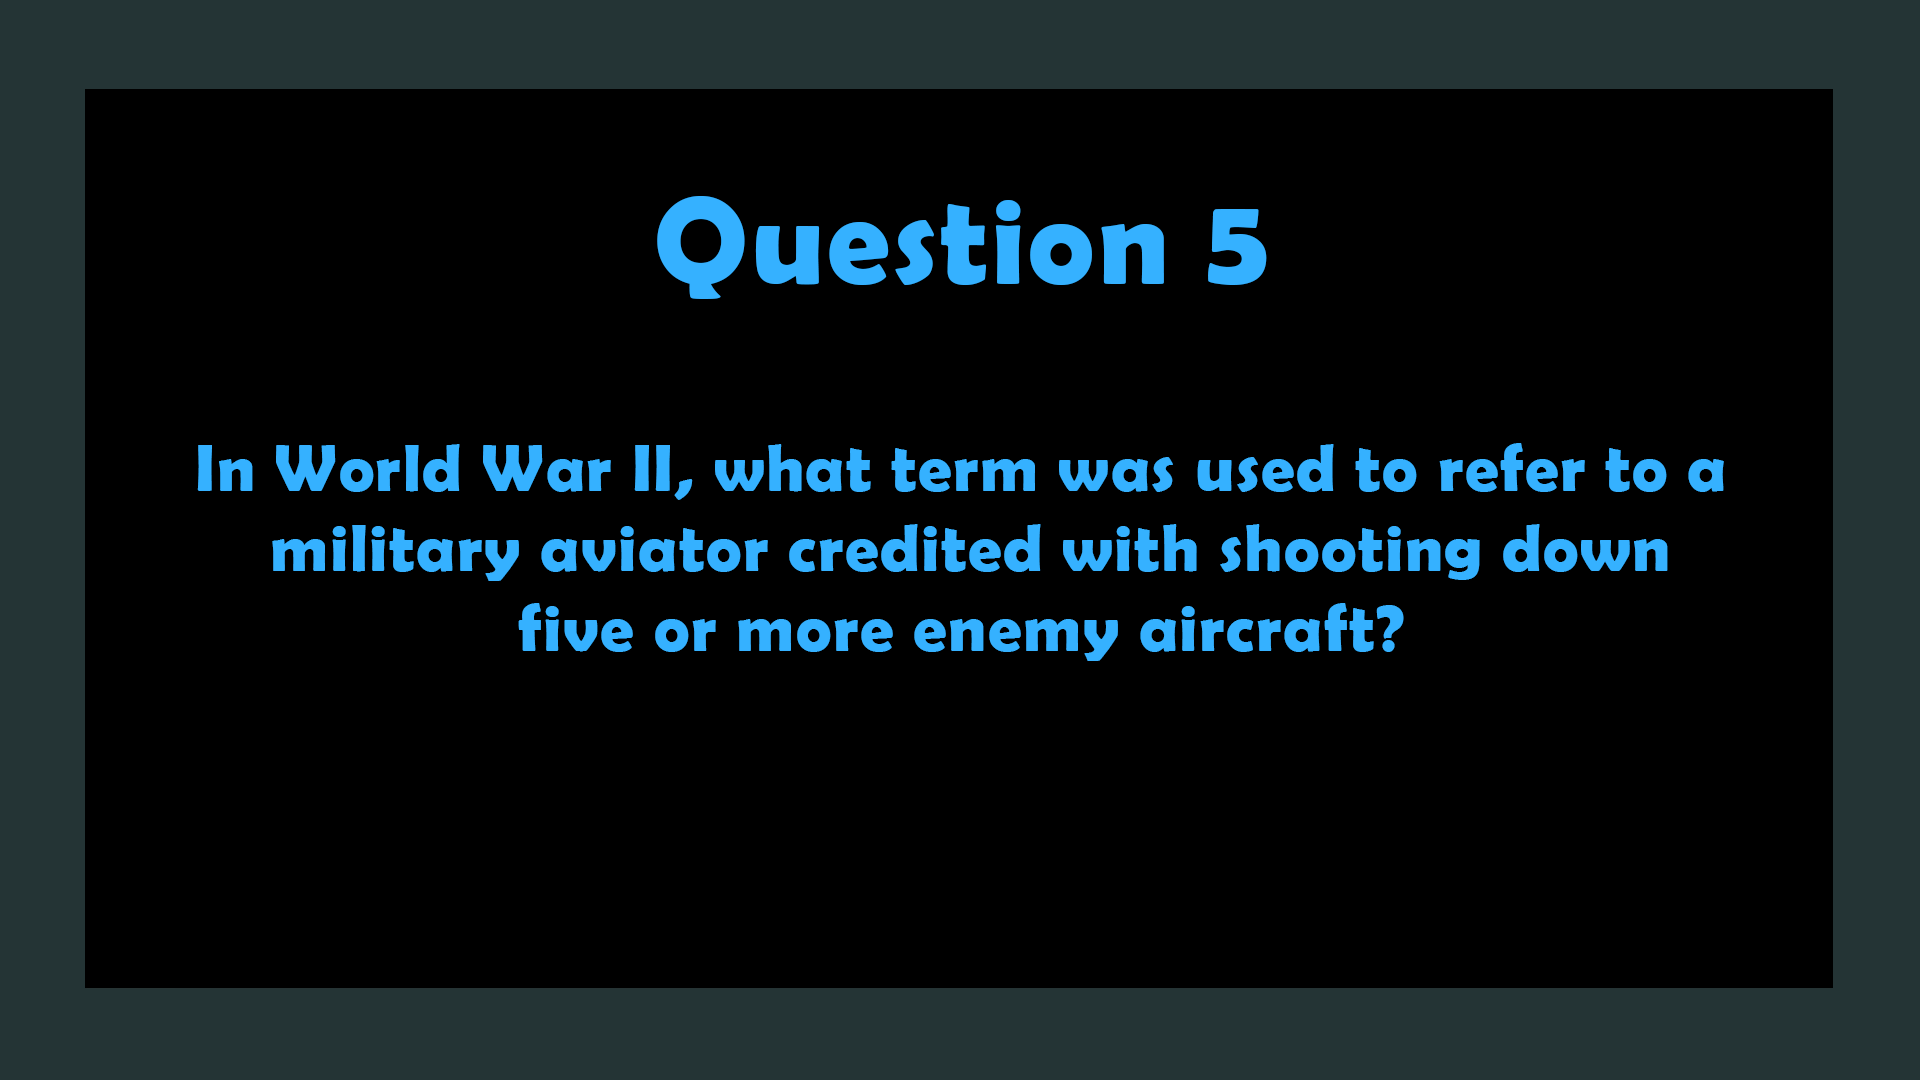 Question 5
In World War II, what term was used to refer to a
military aviator credited with shooting down
five or more enemy aircraft?